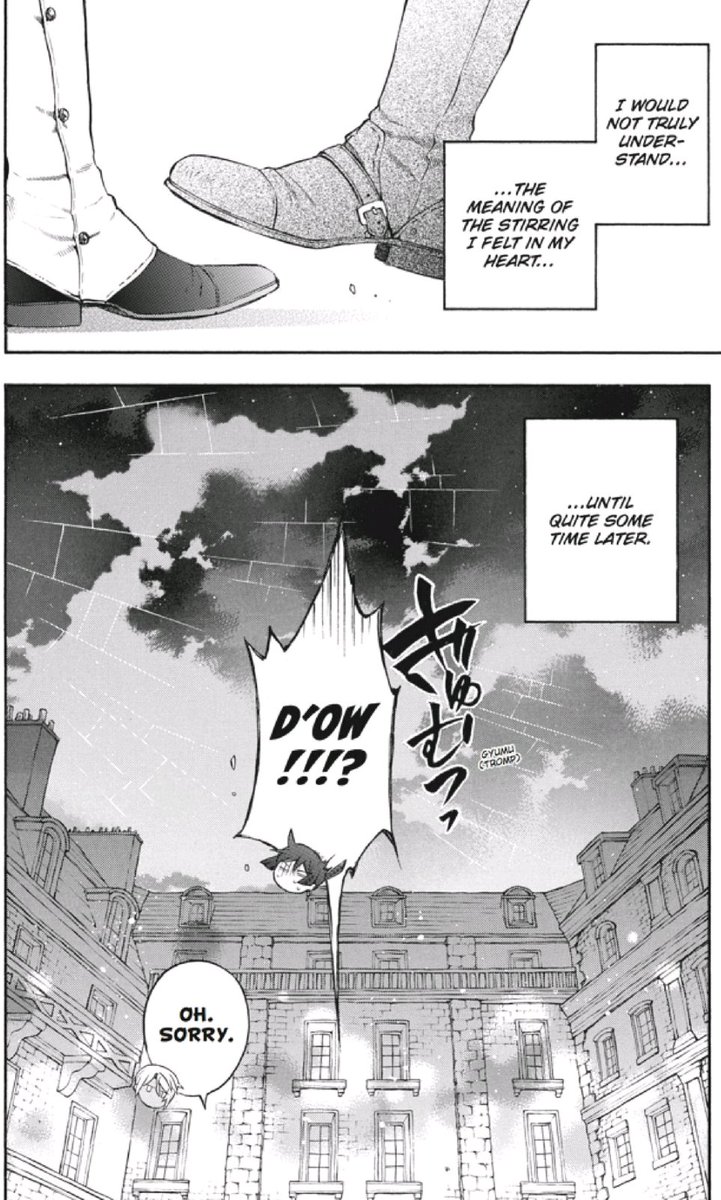 I WOULD
NOT TRULY
UNDER-
STAND...
...THE
MEANING OF
THE STIRRING
I FELT IN MY
HEART...
...UNTIL
QUITE SOME
TIME LATER.
ぎゅむっ
GYUMU
(TROMP)
D'OW
!!!?
OH.
SORRY.